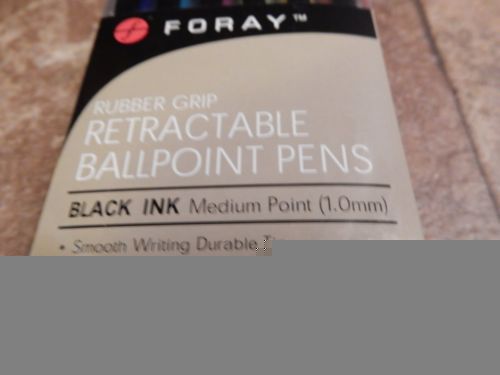 FORAY™
RUBBER GRIP
RETRACTABLE
BALLPOINT PENS
BLACK INK Medium Point (1.0mm)
• Smooth Writing Durable